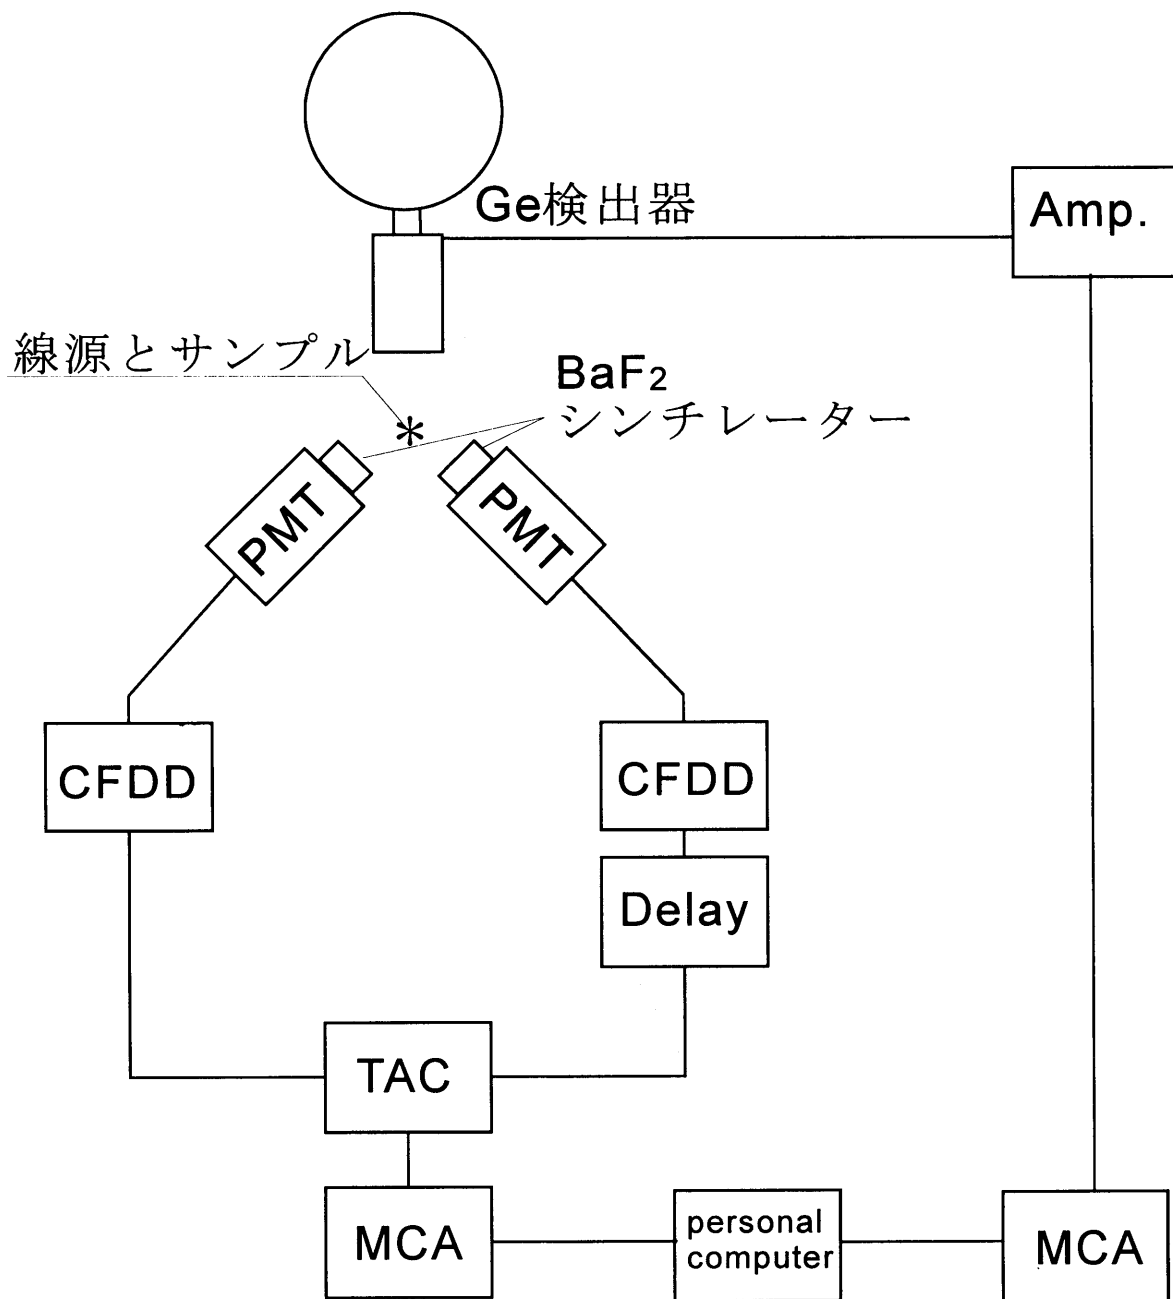 Ge検出器
Amp.
線源とサンプル
BaF₂
シンチレーター
*
PMT
PMT
CFDD
CFDD
Delay
TAC
MCA
personal
computer
MCA